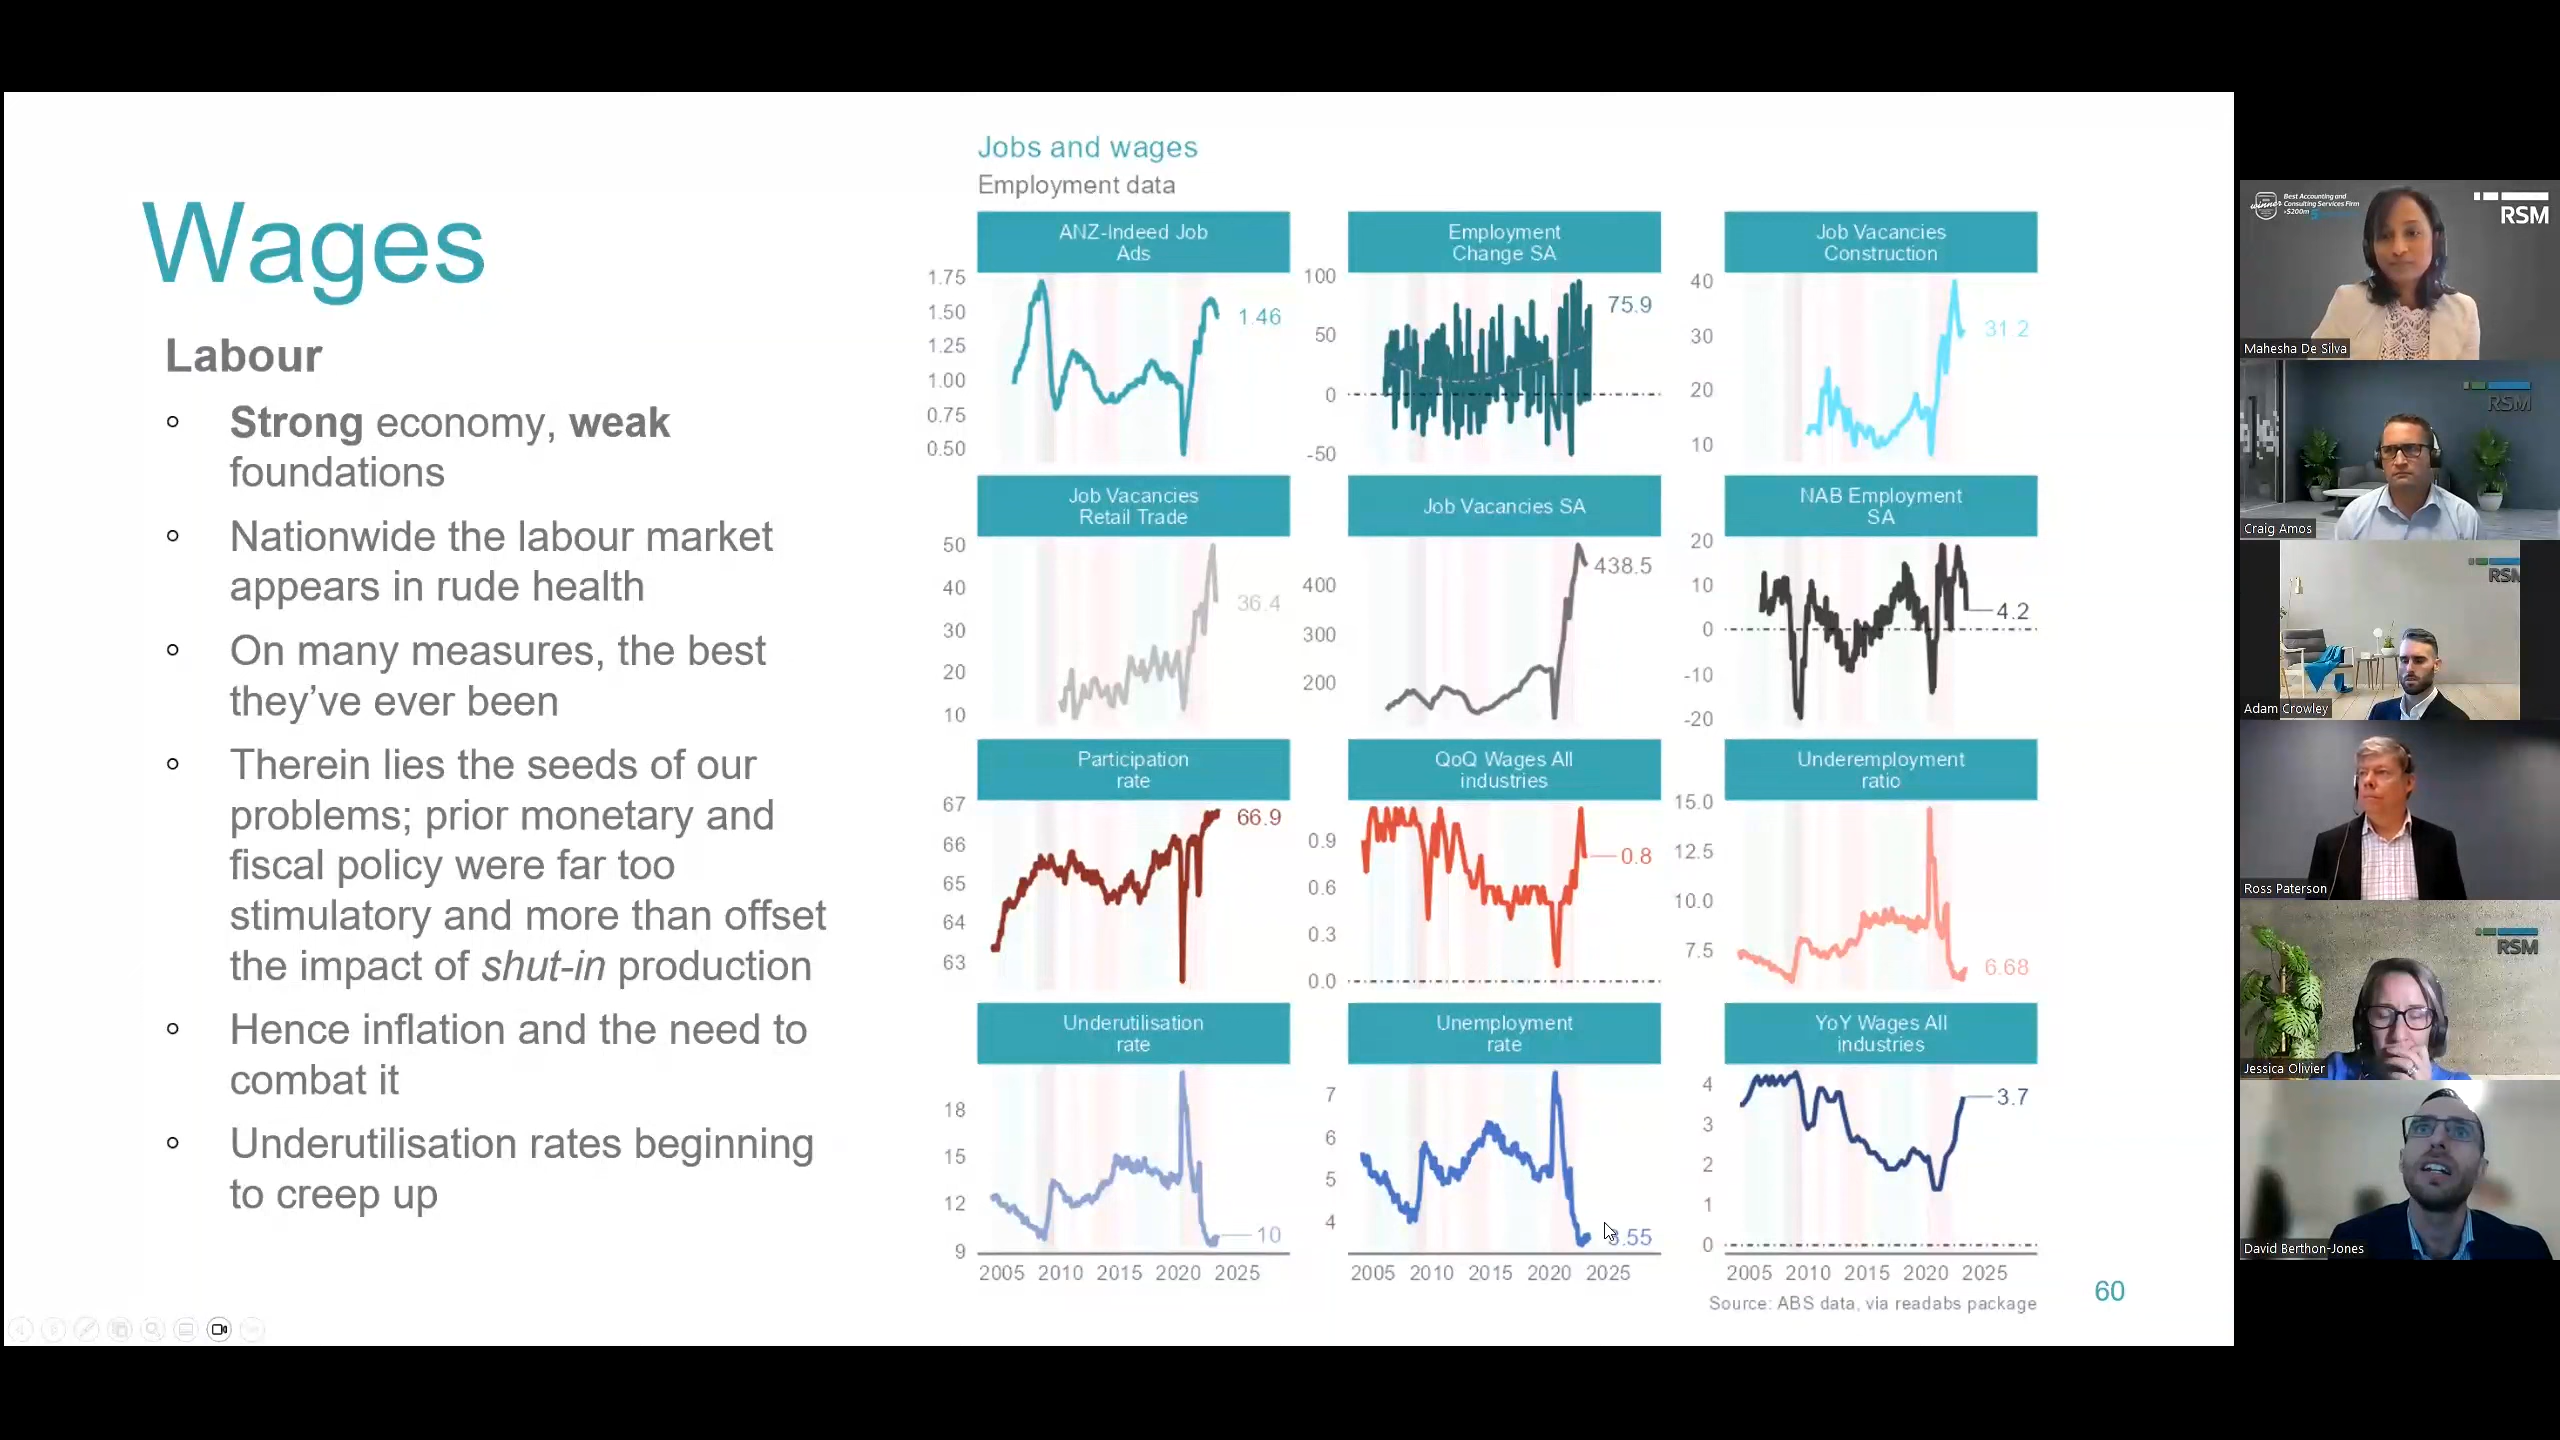 Wages
Labour
Strong economy, weak
foundations
Nationwide the labour market
appears in rude health
On many measures, the best
they’ve ever been
Therein lies the seeds of our
problems; prior monetary and
fiscal policy were far too
stimulatory and more than offset
the impact of shut-in production
Hence inflation and the need to
combat it
Underutilisation rates beginning
to creep up
Jobs and wages
Employment data
ANZ-Indeed Job
Ads
1.75
1.50
1.25
1.00
0.75
0.50
1.46
Employment
Change SA
100
50
0
-50
75.9
Job Vacancies
Construction
40
30
20
10
31.2
Job Vacancies
Retail Trade
50
40
30
20
10
36.4
Job Vacancies SA
400
300
200
438.5
NAB Employment
SA
20
10
0
-10
-20
4.2
Participation
rate
67
66
65
64
63
66.9
QoQ Wages All
industries
0.9
0.6
0.3
0.0
0.8
Underemployment
ratio
15.0
12.5
10.0
7.5
6.68
Underutilisation
rate
18
15
12
9
10
2005 2010 2015 2020 2025
Unemployment
rate
7
6
5
4
.55
2005 2010 2015 2020 2025
YoY Wages All
industries
4
3
2
1
0
3.7
2005 2010 2015 2020 2025
Source: ABS data, via readabs package
60
winner
Best Accounting and
Consulting Services Firm
>$200m
RSM
Mahesha De Silva
RSM
Craig Amos
RSM
Adam Crowley
Ross Paterson
RSM
Jessica Olivier
David Berthon-Jones